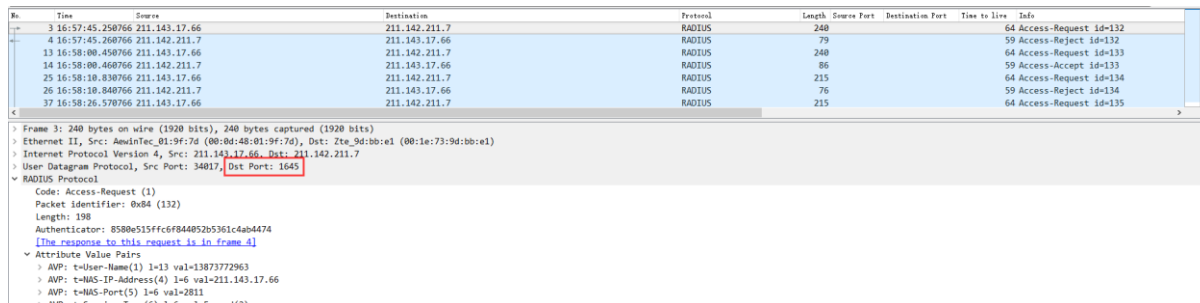 No. Time Source Destination Protocol Length Source Port Destination Port Time to live Info
3 16:57:45.250766 211.143.17.66 211.142.211.7 RADIUS 240 64 Access-Request id=132
4 16:57:45.260766 211.142.211.7 211.143.17.66 RADIUS 79 59 Access-Reject id=132
13 16:58:00.450766 211.143.17.66 211.142.211.7 RADIUS 240 64 Access-Request id=133
14 16:58:00.460766 211.142.211.7 211.143.17.66 RADIUS 86 59 Access-Accept id=133
25 16:58:10.830766 211.143.17.66 211.142.211.7 RADIUS 215 64 Access-Request id=134
26 16:58:10.840766 211.142.211.7 211.143.17.66 RADIUS 76 59 Access-Reject id=134
37 16:58:26.570766 211.143.17.66 211.142.211.7 RADIUS 215 64 Access-Request id=135
Frame 3: 240 bytes on wire (1920 bits), 240 bytes captured (1920 bits)
Ethernet II, Src: AewinTec_01:9f:7d (00:0d:48:01:9f:7d), Dst: Zte_9d:bb:e1 (00:1e:73:9d:bb:e1)
Internet Protocol Version 4, Src: 211.143.17.66, Dst: 211.142.211.7
User Datagram Protocol, Src Port: 34017, Dst Port: 1645
RADIUS Protocol
Code: Access-Request (1)
Packet identifier: 0x84 (132)
Length: 198
Authenticator: 8580e515ffc6f844052b5361c4ab4474
[The response to this request is in frame 4]
Attribute Value Pairs
AVP: t=User-Name(1) l=13 val=13873772963
AVP: t=NAS-IP-Address(4) l=6 val=211.143.17.66
AVP: t=NAS-Port(5) l=6 val=2811